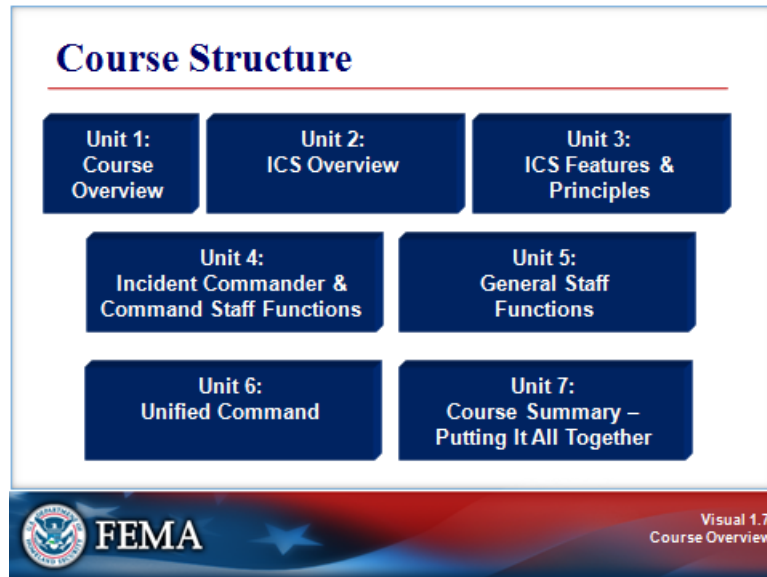 Course Structure
Unit 1:
Course
Overview
Unit 2:
ICS Overview
Unit 3:
ICS Features &
Principles
Unit 4:
Incident Commander &
Command Staff Functions
Unit 5:
General Staff
Functions
Unit 6:
Unified Command
Unit 7:
Course Summary –
Putting It All Together
FEMA
Visual 1.7
Course Overview